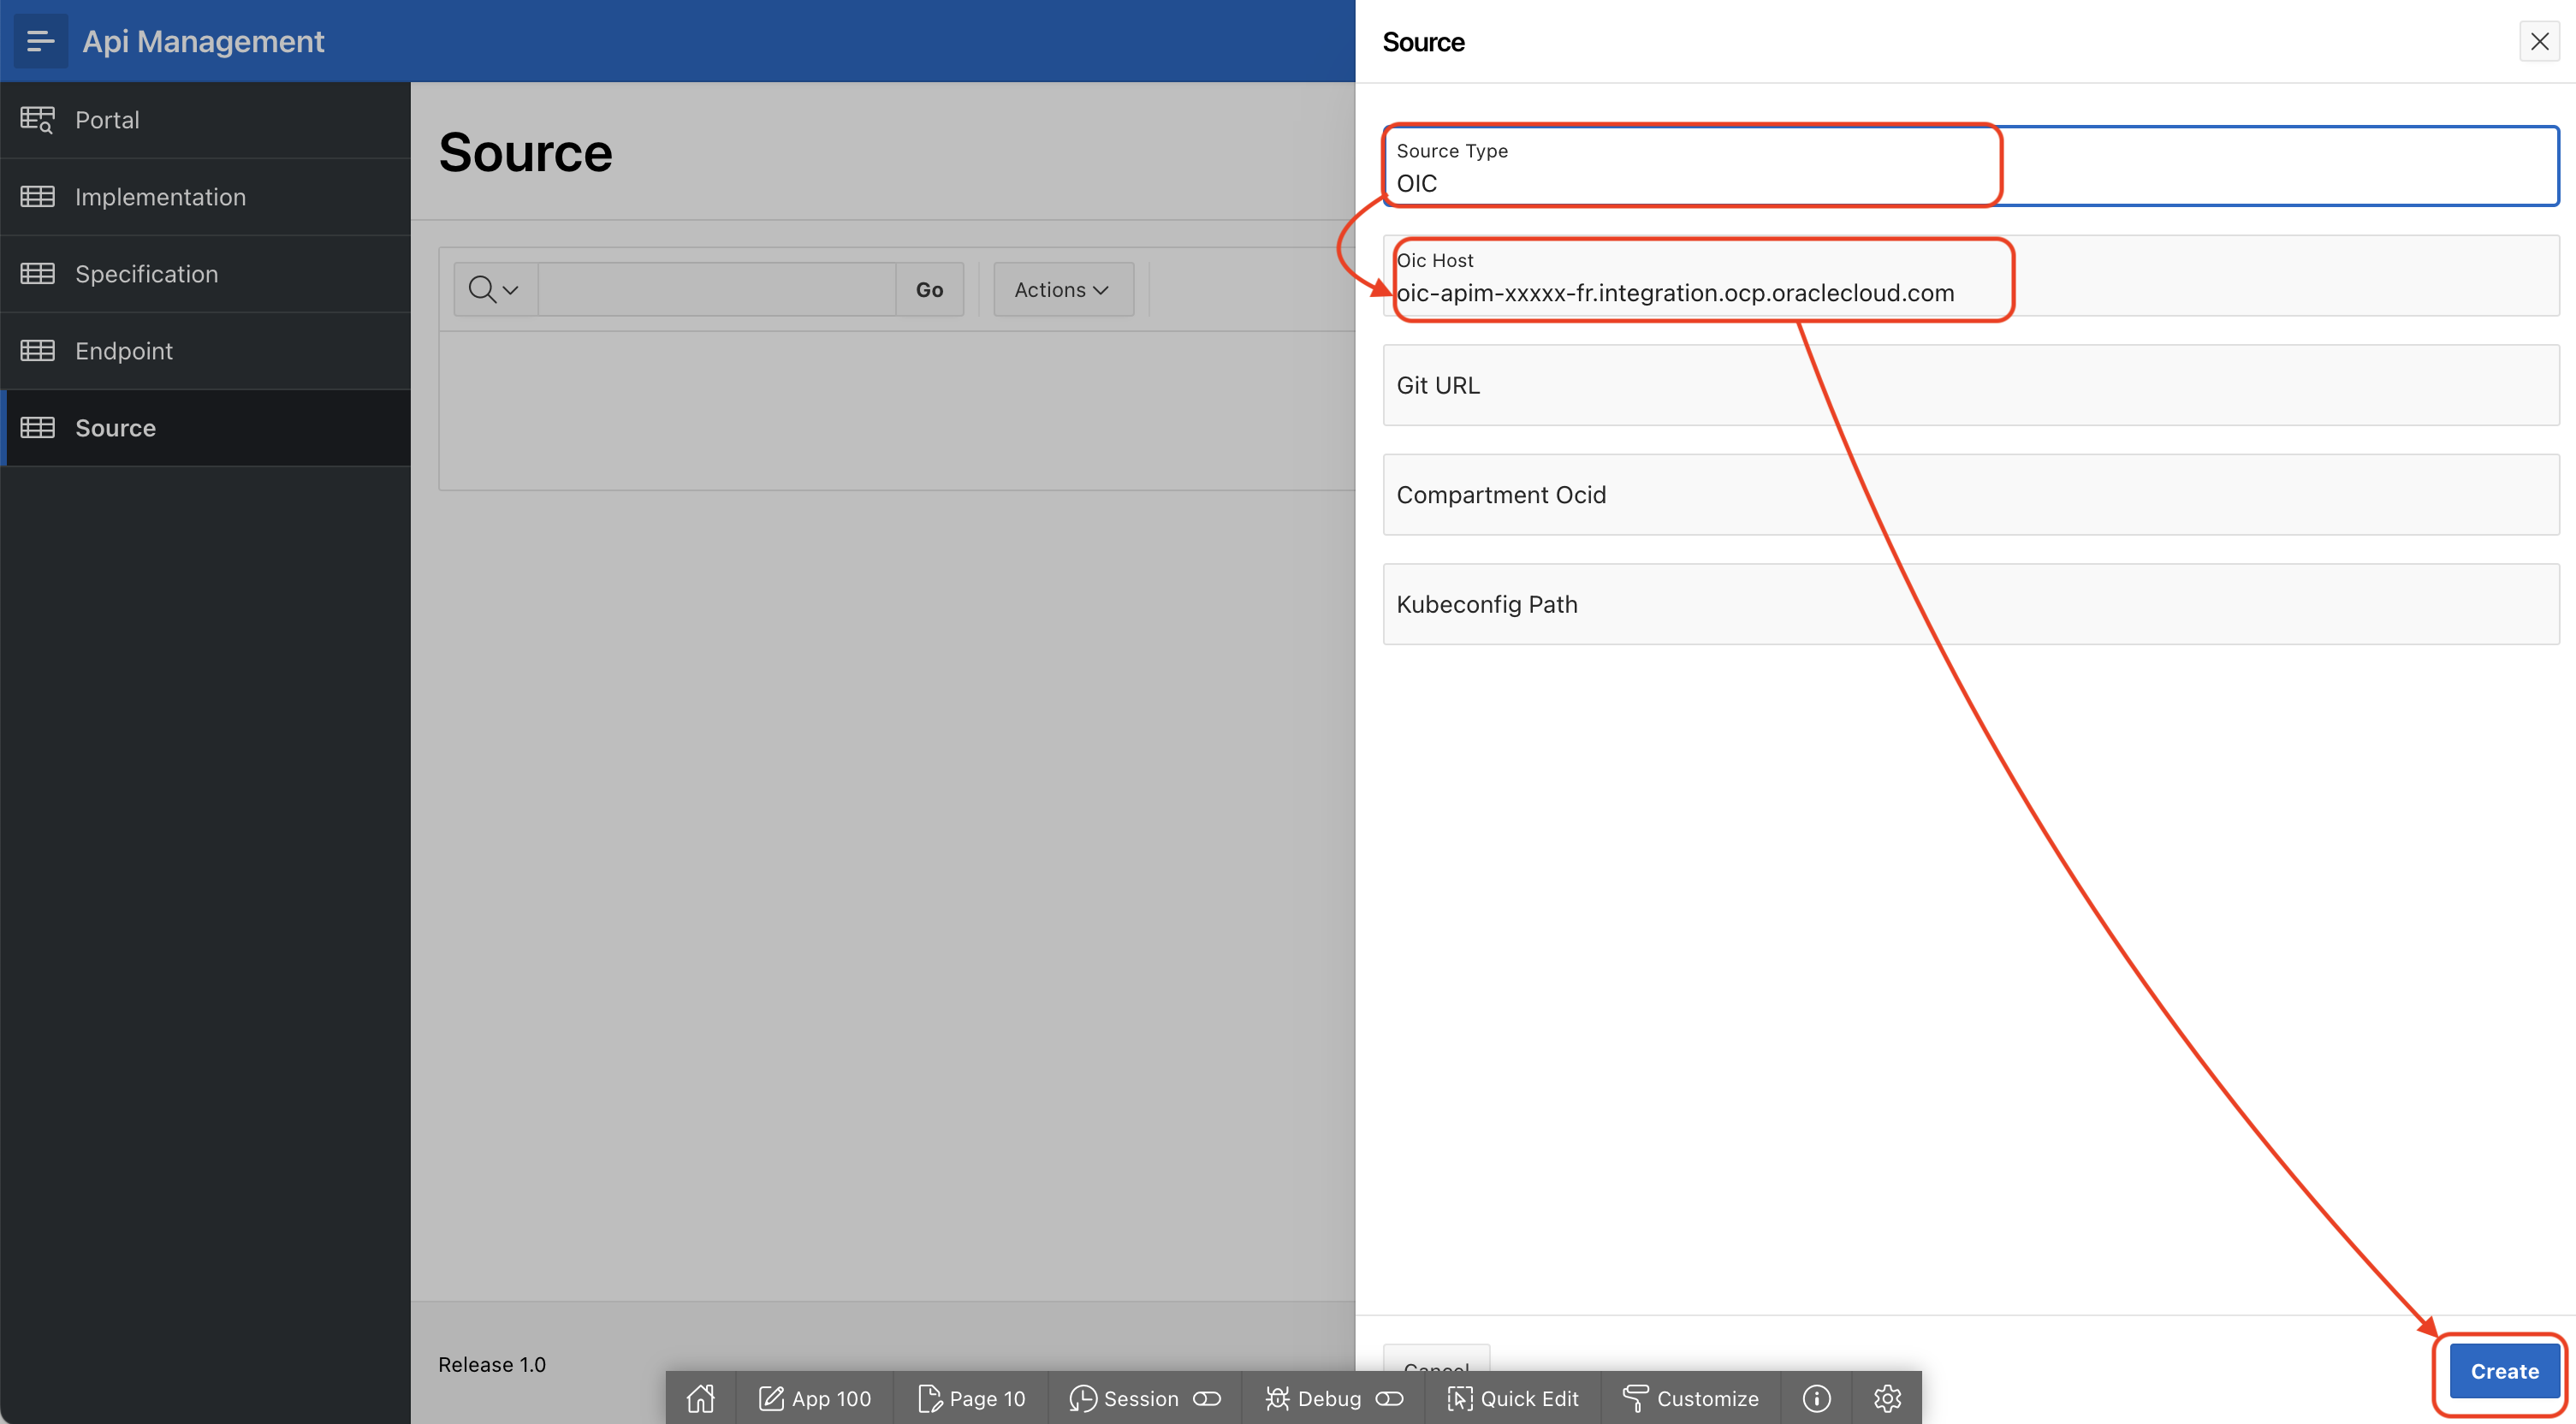 Api Management
Portal
Implementation
Specification
Endpoint
Source
Source
Go
Actions
Release 1.0
Source
Source Type
OIC
Oic Host
oic-apim-xxxxx-fr.integration.ocp.oraclecloud.com
Git URL
Compartment Ocid
Kubeconfig Path
Cancel
Create
App 100
Page 10
Session
Debug
Quick Edit
Customize